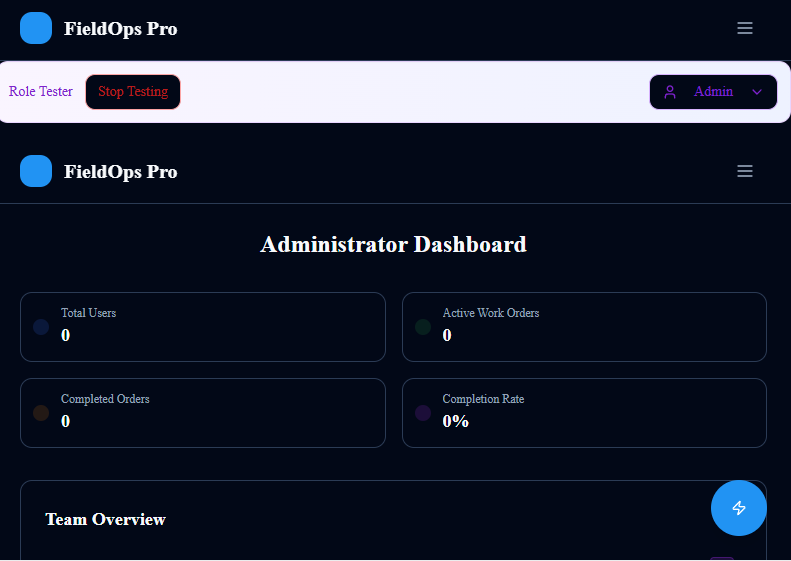 FieldOps Pro
Role Tester
Stop Testing
Admin
FieldOps Pro
Administrator Dashboard
Total Users
0
Active Work Orders
0
Completed Orders
0
Completion Rate
0%
Team Overview